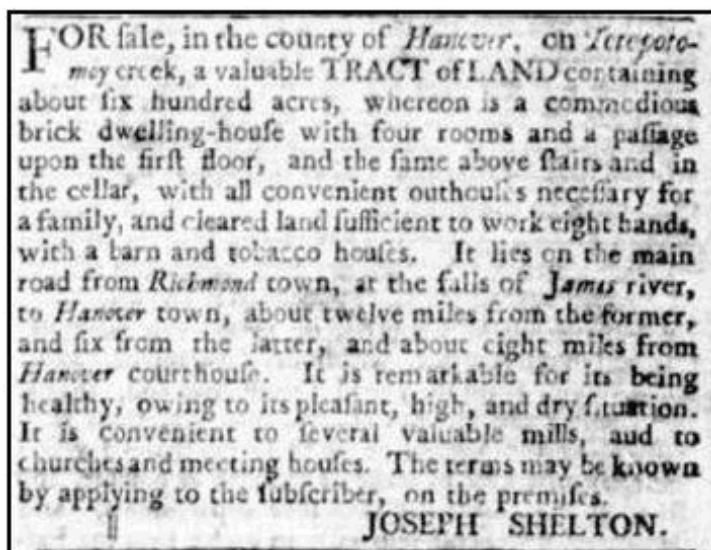 FOR ſale, in the county of Hanover, on Totopoto-
moy creek, a valuable TRACT of LAND containing
about ſix hundred acres, whereon is a commodious
brick dwelling-houſe with four rooms and a paſſage
upon the firſt floor, and the ſame above ſtairs and in
the cellar, with all convenient outhouſes neceſſary for
a family, and cleared land ſufficient to work eight hands,
with a barn and tobacco houſes. It lies on the main
road from Richmond town, at the falls of James river,
to Hanover town, about twelve miles from the former,
and ſix from the latter, and about eight miles from
Hanover courthouſe. It is remarkable for its being
healthy, owing to its pleaſant, high, and dry ſituation.
It is convenient to ſeveral valuable mills, aud to
churches and meeting houſes. The terms may be known
by applying to the ſubſcriber, on the premiſes.
JOSEPH SHELTON.